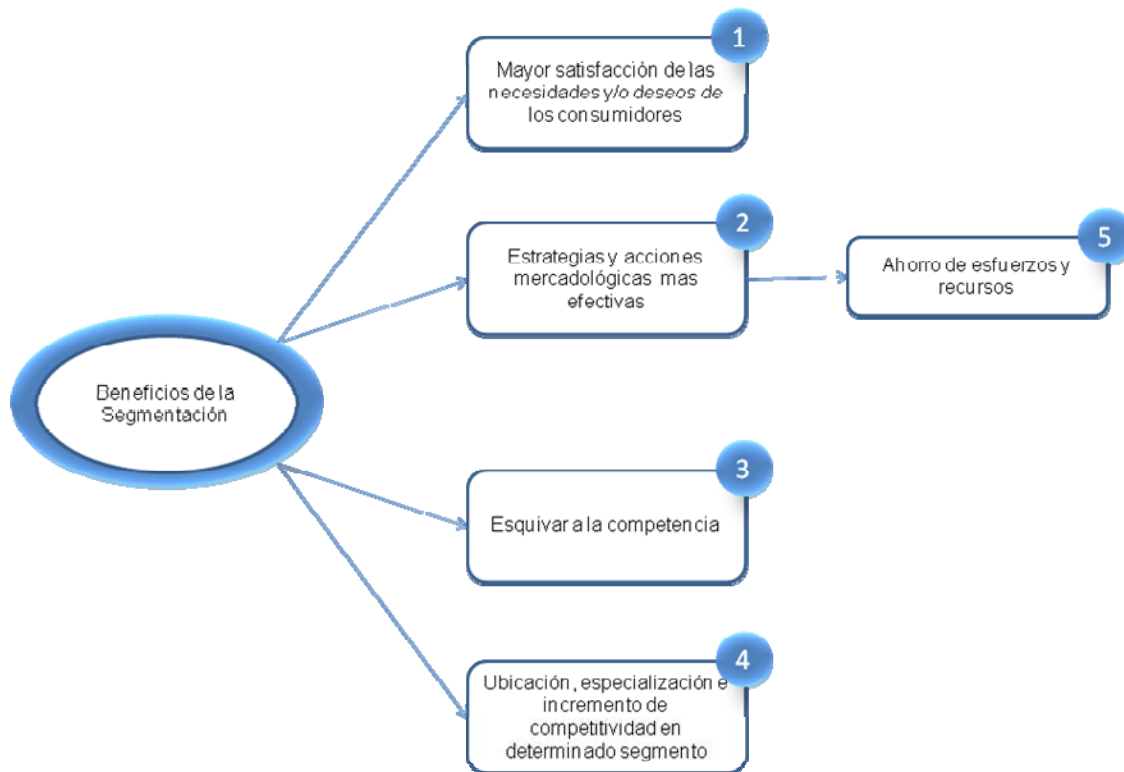 1
Mayor satisfacción de las
necesidades y/o deseos de
los consumidores
2
Estrategias y acciones
mercadológicas mas
efectivas
5
Ahorro de esfuerzos y
recursos
Beneficios de la
Segmentación
3
Esquivar a la competencia
4
Ubicación, especialización e
incremento de
competitividad en
determinado segmento